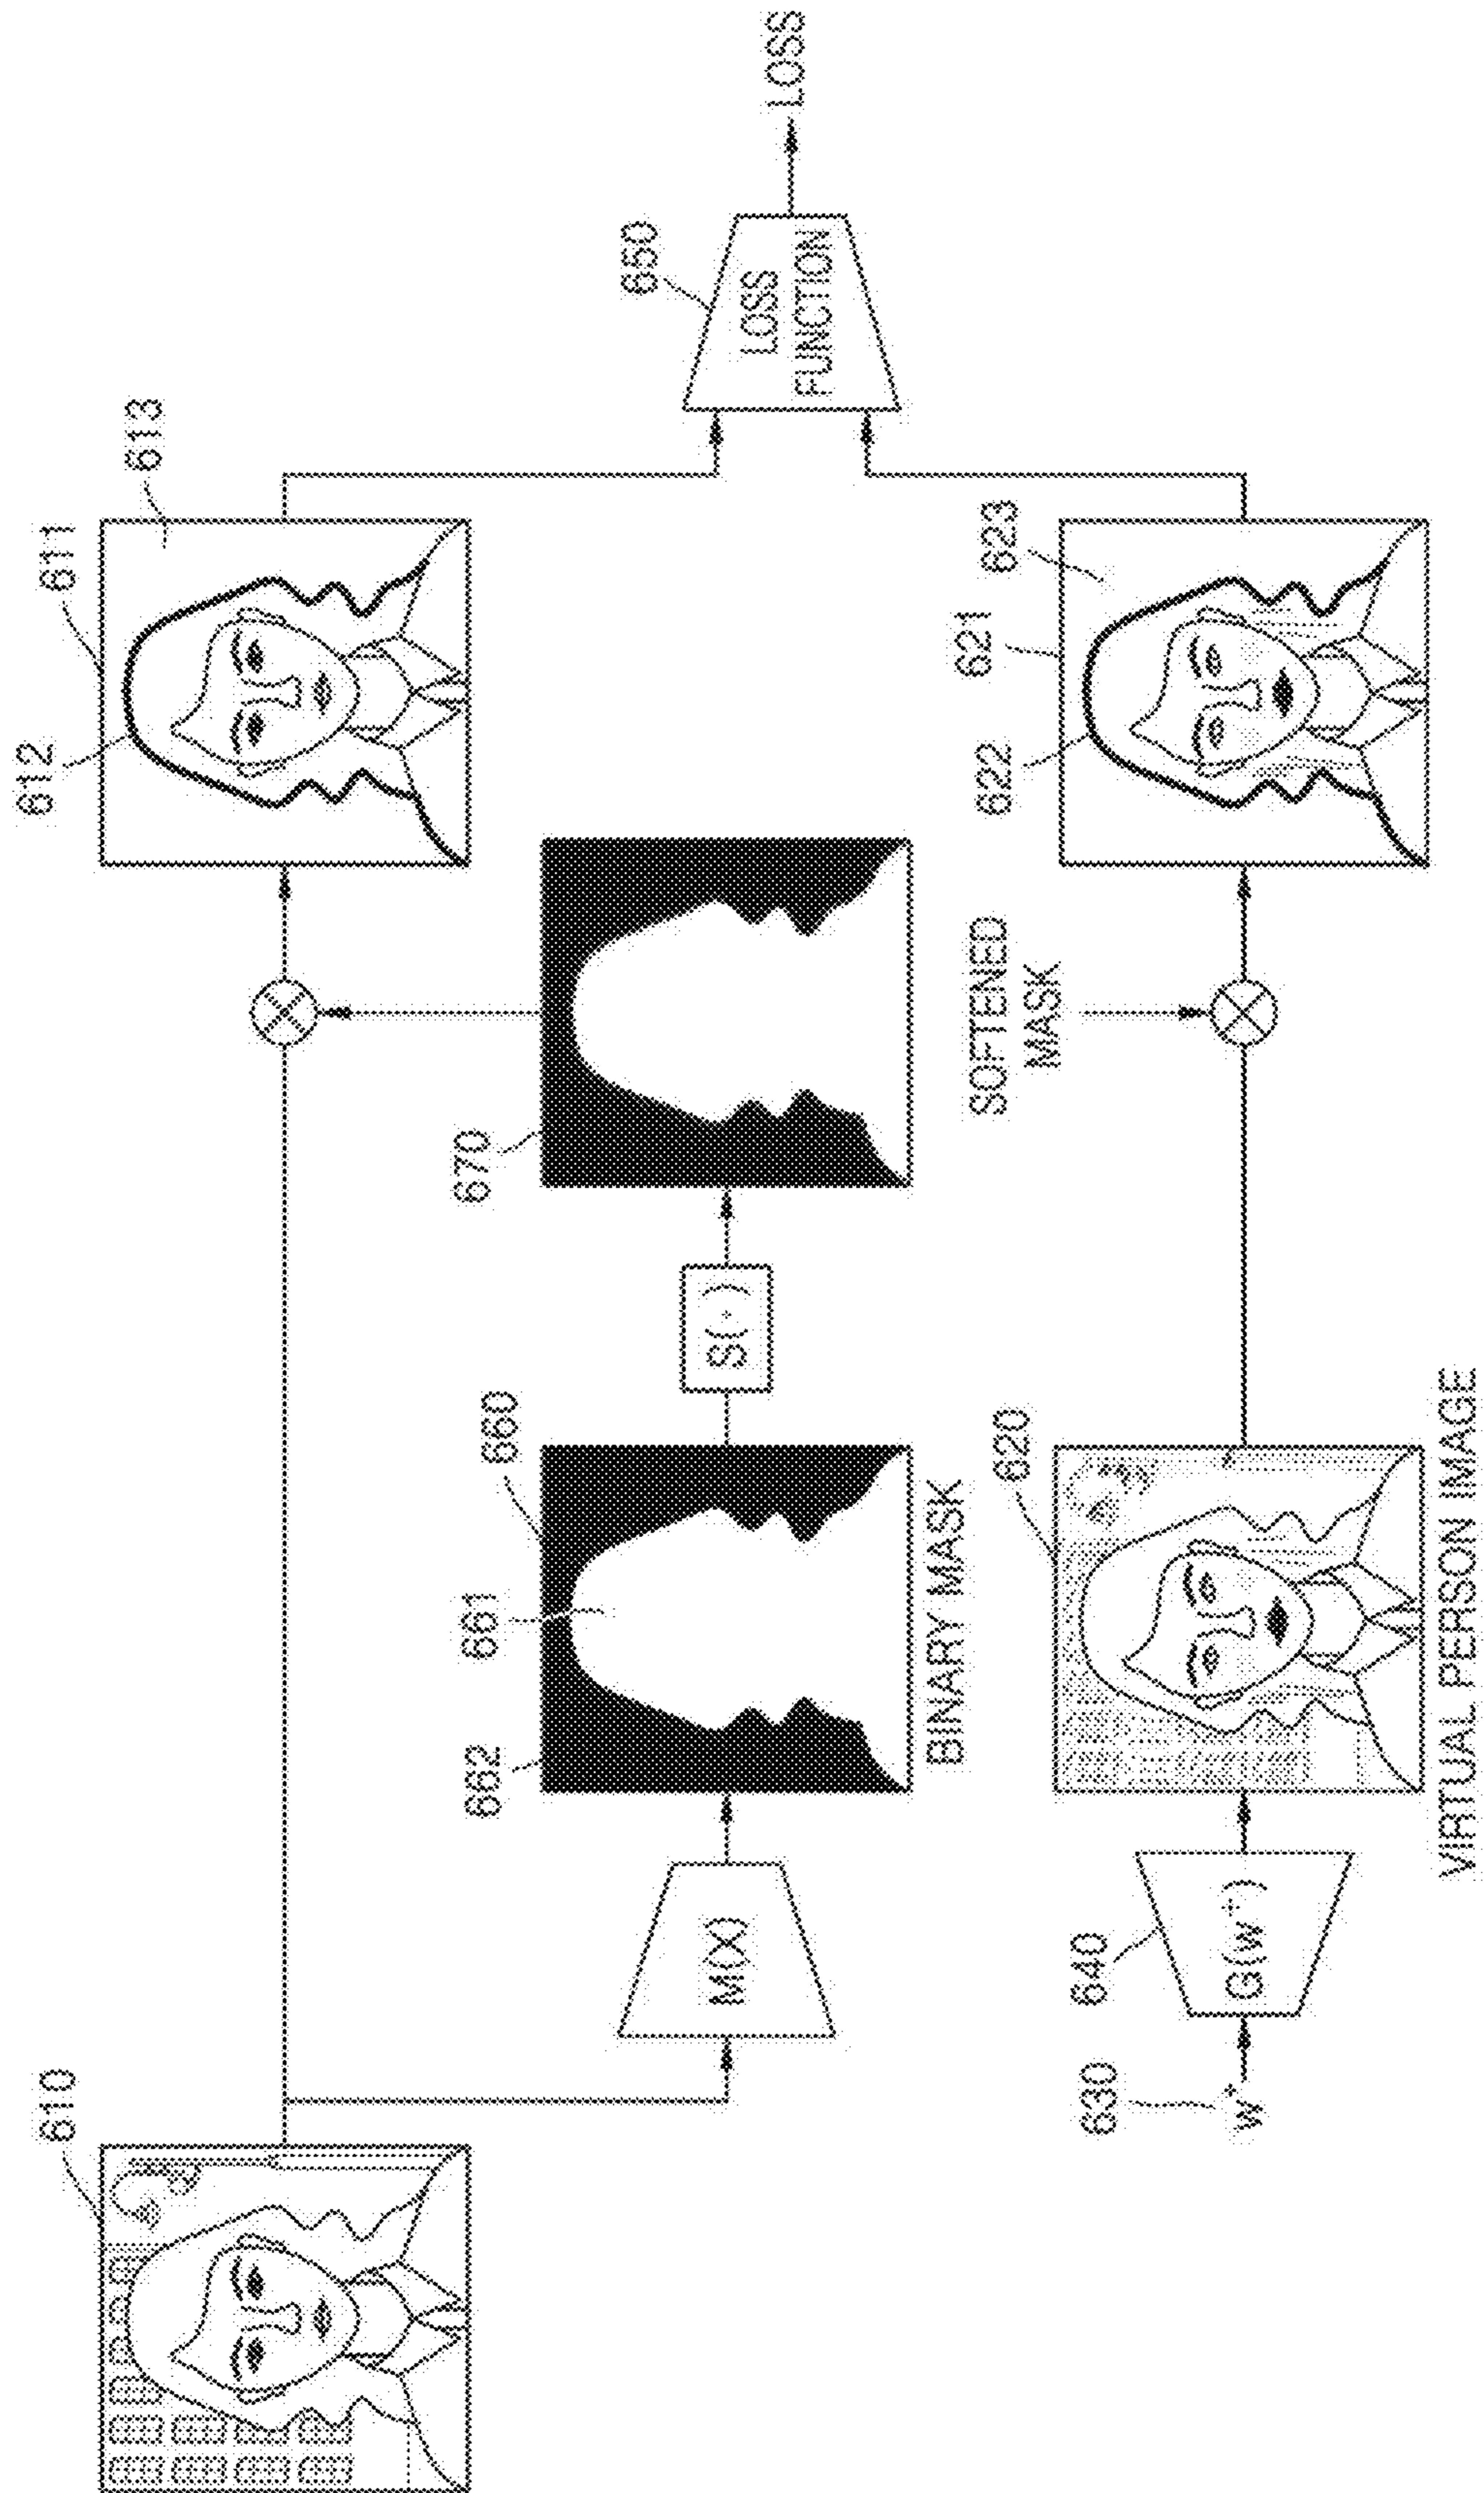 610
612
611
613
M(X)
662
661
660
BINARY MASK
S(·)
670
SOFTENED
MASK
630
w+
640
G(w+)
620
VIRTUAL PERSON IMAGE
622
621
623
650
LOSS
FUNCTION
LOSS